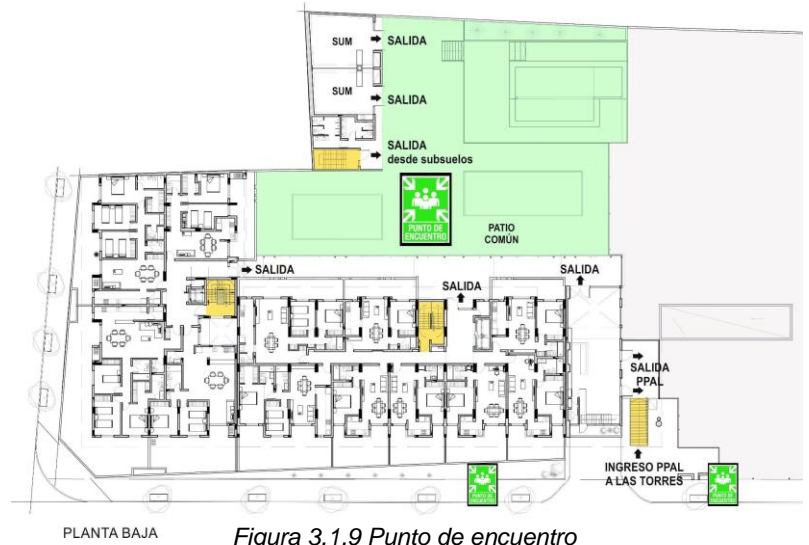 SUM
SALIDA
SUM
SALIDA
SALIDA
desde subsuelos
PUNTO DE
ENCUENTRO
PATIO
COMÚN
SALIDA
SALIDA
SALIDA
SALIDA
PPAL
INGRESO PPAL
A LAS TORRES
PUNTO DE
ENCUENTRO
PUNTO DE
ENCUENTRO
PLANTA BAJA
Figura 3.1.9 Punto de encuentro